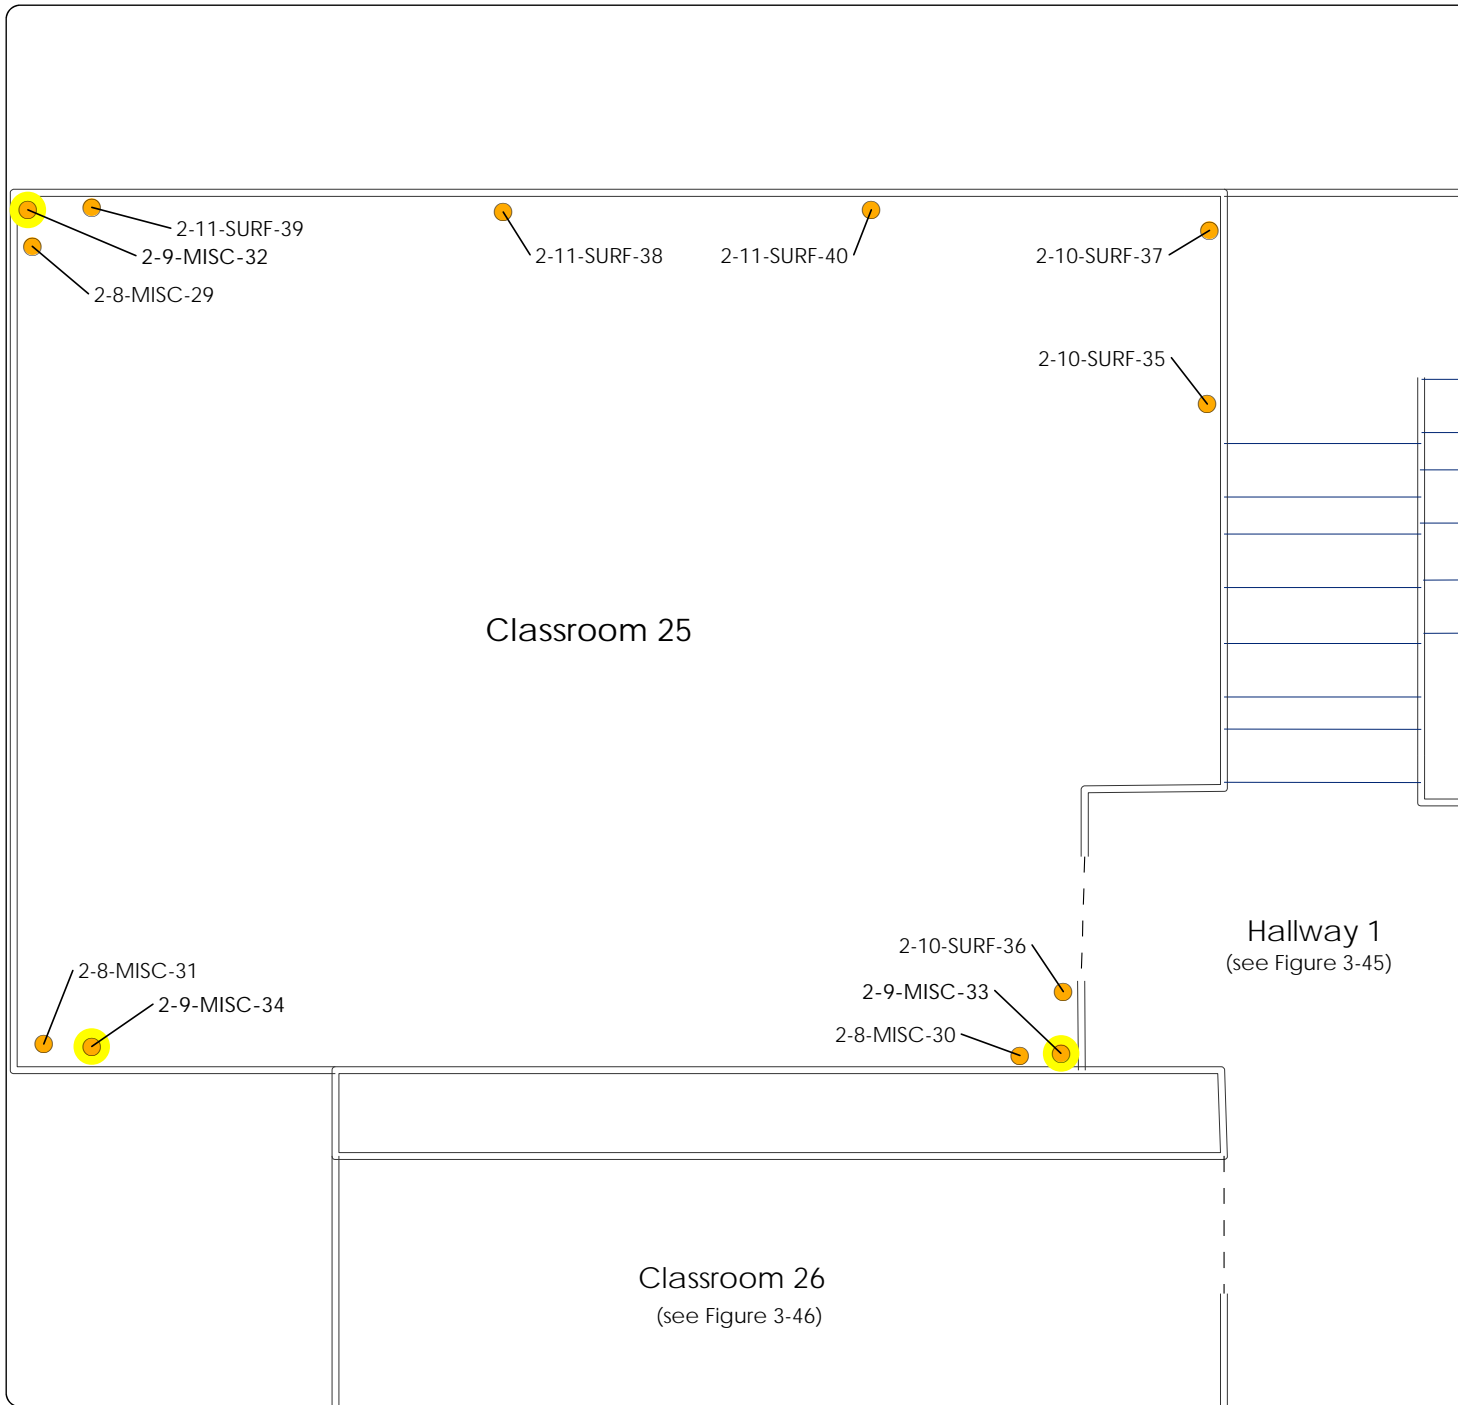 2-11-SURF-39
2-9-MISC-32
2-8-MISC-29
2-11-SURF-38
2-11-SURF-40
2-10-SURF-37
2-10-SURF-35
Classroom 25
Hallway 1
(see Figure 3-45)
2-10-SURF-36
2-9-MISC-33
2-8-MISC-30
2-8-MISC-31
2-9-MISC-34
Classroom 26
(see Figure 3-46)